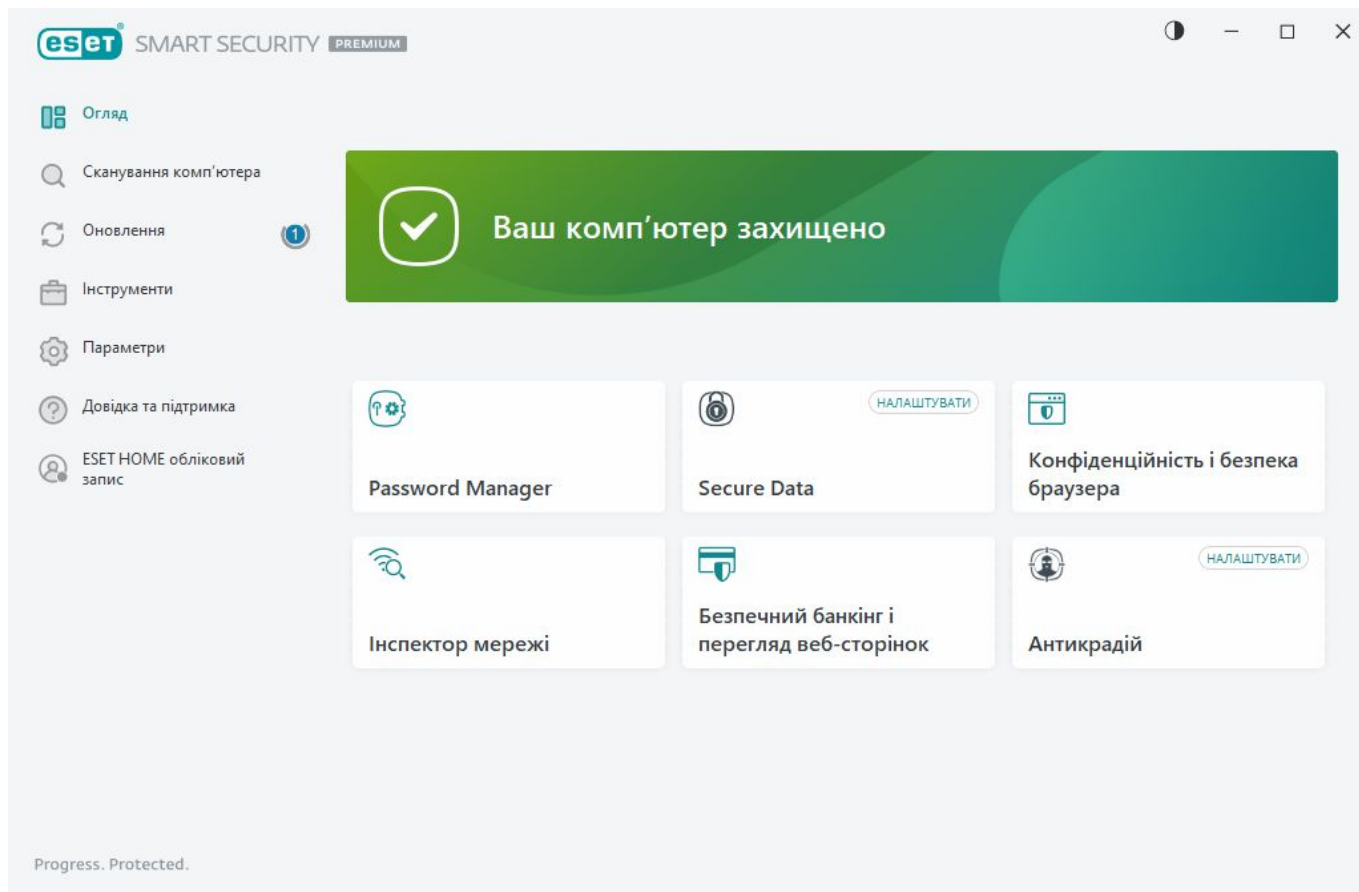 eset® SMART SECURITY PREMIUM
Огляд
Сканування комп'ютера
Оновлення 1
Інструменти
Параметри
Довідка та підтримка
ESET HOME обліковий
запис
Ваш комп'ютер захищено
Password Manager
НАЛАШТУВАТИ
Secure Data
Конфіденційність і безпека
браузера
Інспектор мережі
Безпечний банкінг і
перегляд веб-сторінок
НАЛАШТУВАТИ
Антикрадій
Progress. Protected.